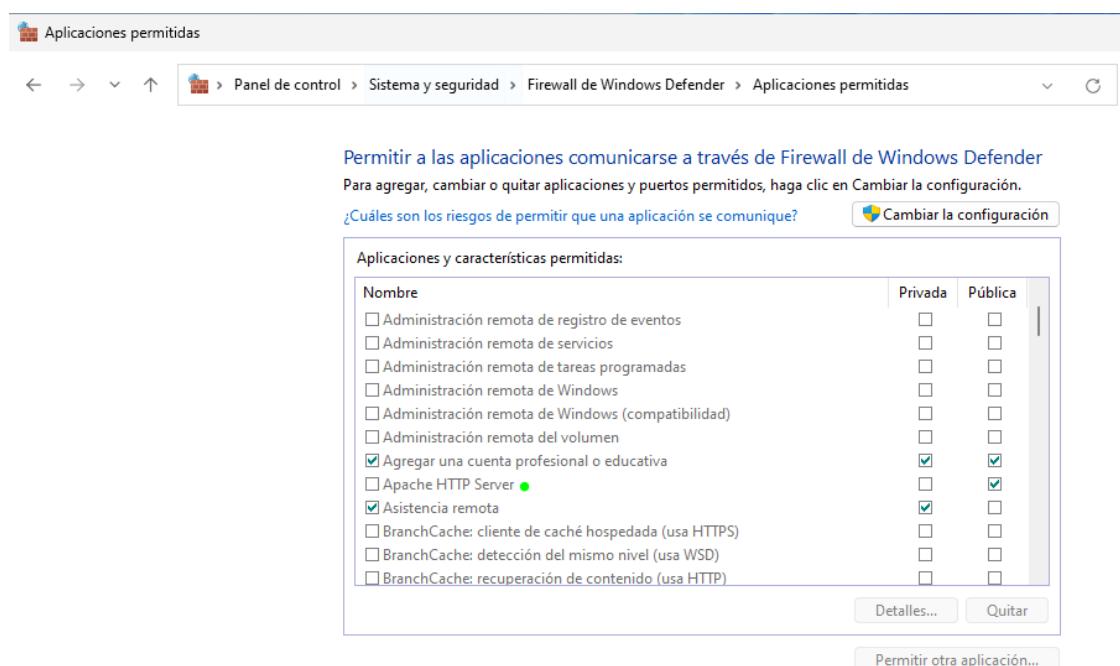 Aplicaciones permitidas
Panel de control > Sistema y seguridad > Firewall de Windows Defender > Aplicaciones permitidas
Permitir a las aplicaciones comunicarse a través de Firewall de Windows Defender
Para agregar, cambiar o quitar aplicaciones y puertos permitidos, haga clic en Cambiar la configuración.
¿Cuáles son los riesgos de permitir que una aplicación se comunique? Cambiar la configuración
Aplicaciones y características permitidas:
Nombre Privada Pública
Administración remota de registro de eventos
Administración remota de servicios
Administración remota de tareas programadas
Administración remota de Windows
Administración remota de Windows (compatibilidad)
Administración remota del volumen
Agregar una cuenta profesional o educativa
Apache HTTP Server
Asistencia remota
BranchCache: cliente de caché hospedada (usa HTTPS)
BranchCache: detección del mismo nivel (usa WSD)
BranchCache: recuperación de contenido (usa HTTP)
Detalles... Quitar
Permitir otra aplicación...